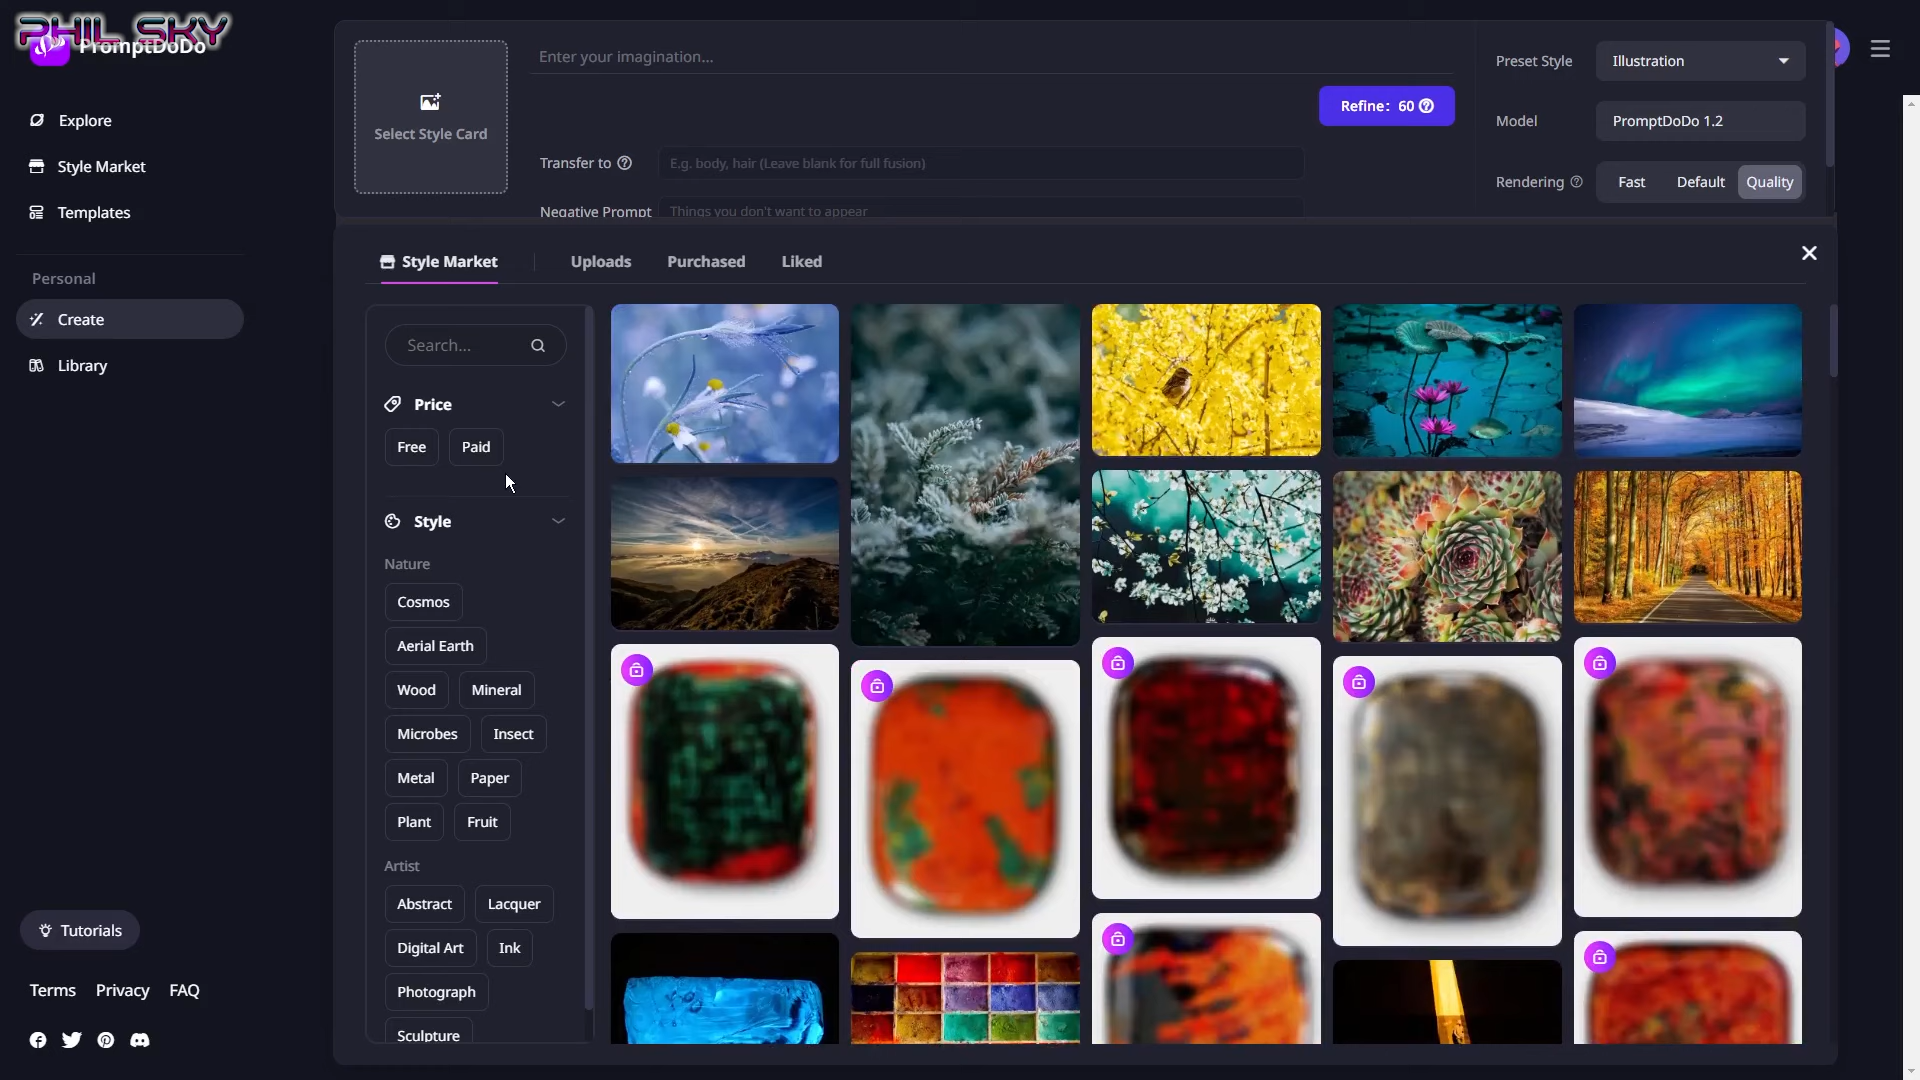 PHIL SKY
PromptDoDo
Explore
Style Market
Templates
Personal
Create
Library
Tutorials
Terms Privacy FAQ
Select Style Card
Enter your imagination...
Refine: 60
Transfer to
E.g. body, hair (Leave blank for full fusion)
Negative Prompt
Things you don't want to appear
Preset Style
Illustration
Model
PromptDoDo 1.2
Rendering
Fast Default Quality
Style Market Uploads Purchased Liked
Search...
Price
Free Paid
Style
Nature
Cosmos
Aerial Earth
Wood Mineral
Microbes Insect
Metal Paper
Plant Fruit
Artist
Abstract Lacquer
Digital Art Ink
Photograph
Sculpture